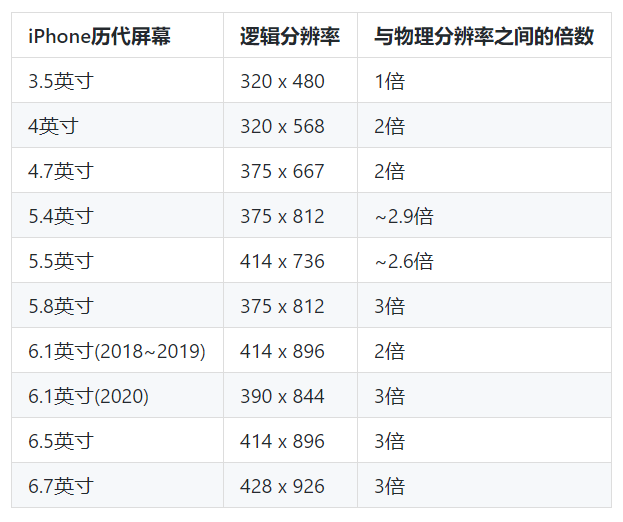 iPhone历代屏幕 逻辑分辨率 与物理分辨率之间的倍数
3.5英寸 320 x 480 1倍
4英寸 320 x 568 2倍
4.7英寸 375 x 667 2倍
5.4英寸 375 x 812 ~2.9倍
5.5英寸 414 x 736 ~2.6倍
5.8英寸 375 x 812 3倍
6.1英寸(2018~2019) 414 x 896 2倍
6.1英寸(2020) 390 x 844 3倍
6.5英寸 414 x 896 3倍
6.7英寸 428 x 926 3倍